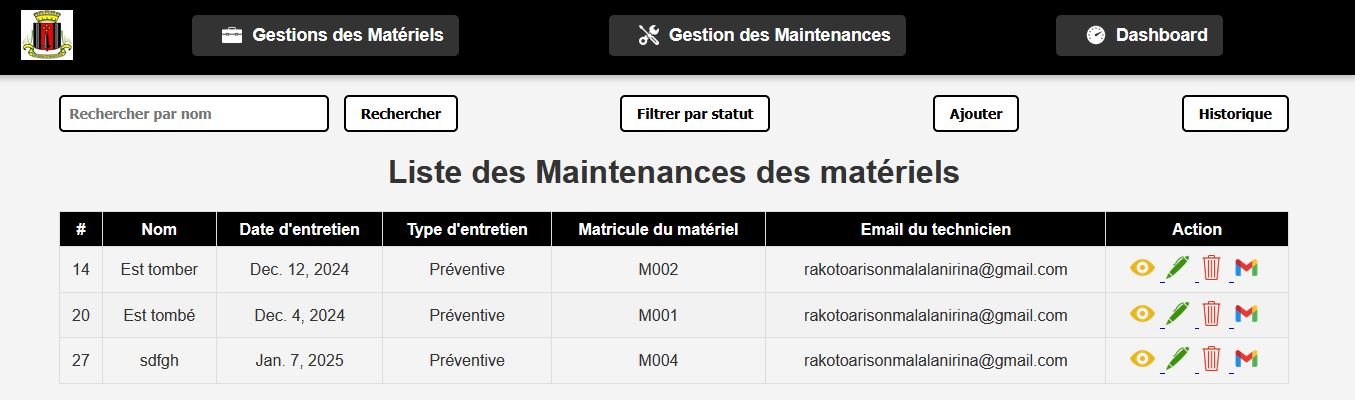 Gestions des Matériels Gestion des Maintenances Dashboard
Rechercher par nom Rechercher Filtrer par statut Ajouter Historique
Liste des Maintenances des matériels
# Nom Date d'entretien Type d'entretien Matricule du matériel Email du technicien Action
14 Est tomber Dec. 12, 2024 Préventive M002 rakotoarisonmalalanirina@gmail.com
20 Est tombé Dec. 4, 2024 Préventive M001 rakotoarisonmalalanirina@gmail.com
27 sdfgh Jan. 7, 2025 Préventive M004 rakotoarisonmalalanirina@gmail.com